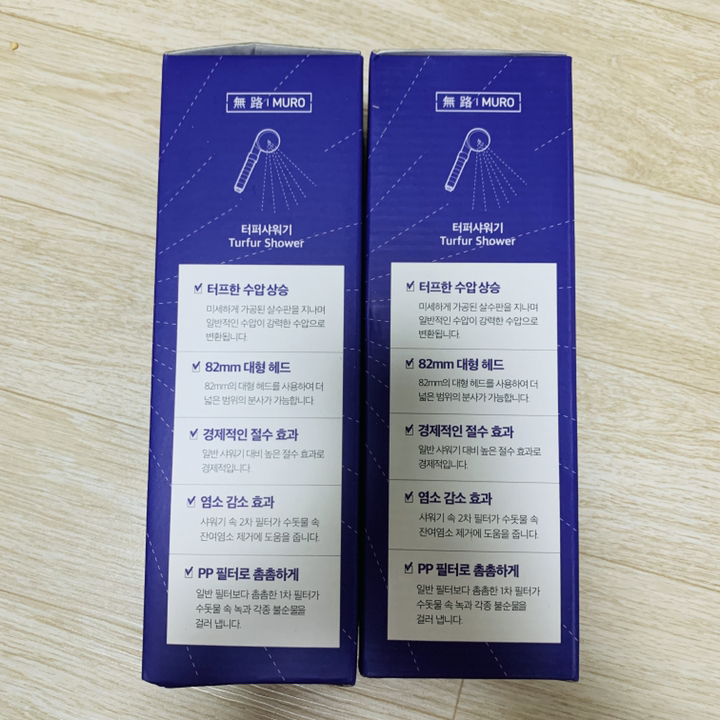 無路 | MURO
터퍼샤워기
Turfur Shower
터프한 수압 상승
미세하게 가공된 살수판을 지나며
일반적인 수압이 강력한 수압으로
변환됩니다.
82mm 대형 헤드
82mm의 대형 헤드를 사용하여 더
넓은 범위의 분사가 가능합니다.
경제적인 절수 효과
일반 샤워기 대비 높은 절수 효과로
경제적입니다.
염소 감소 효과
샤워기 속 2차 필터가 수돗물 속
잔여염소 제거에 도움을 줍니다.
PP 필터로 촘촘하게
일반 필터보다 촘촘한 1차 필터가
수돗물 속 녹과 각종 불순물을
걸러 냅니다.
無路 | MURO
터퍼샤워기
Turfur Shower
터프한 수압 상승
미세하게 가공된 살수판을 지나며
일반적인 수압이 강력한 수압으로
변환됩니다.
82mm 대형 헤드
82mm의 대형 헤드를 사용하여 더
넓은 범위의 분사가 가능합니다.
경제적인 절수 효과
일반 샤워기 대비 높은 절수 효과로
경제적입니다.
염소 감소 효과
샤워기 속 2차 필터가 수돗물 속
잔여염소 제거에 도움을 줍니다.
PP 필터로 촘촘하게
일반 필터보다 촘촘한 1차 필터가
수돗물 속 녹과 각종 불순물을
걸러 냅니다.